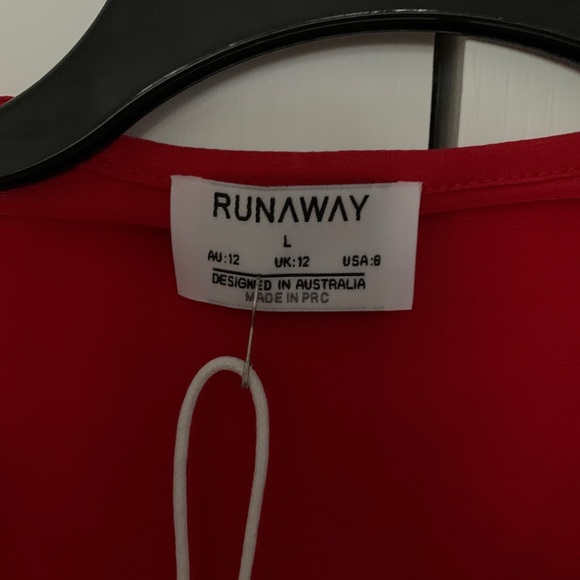 RUNAWAY
L
AU:12 UK:12 USA:8
DESIGNED IN AUSTRALIA
MADE IN PRC